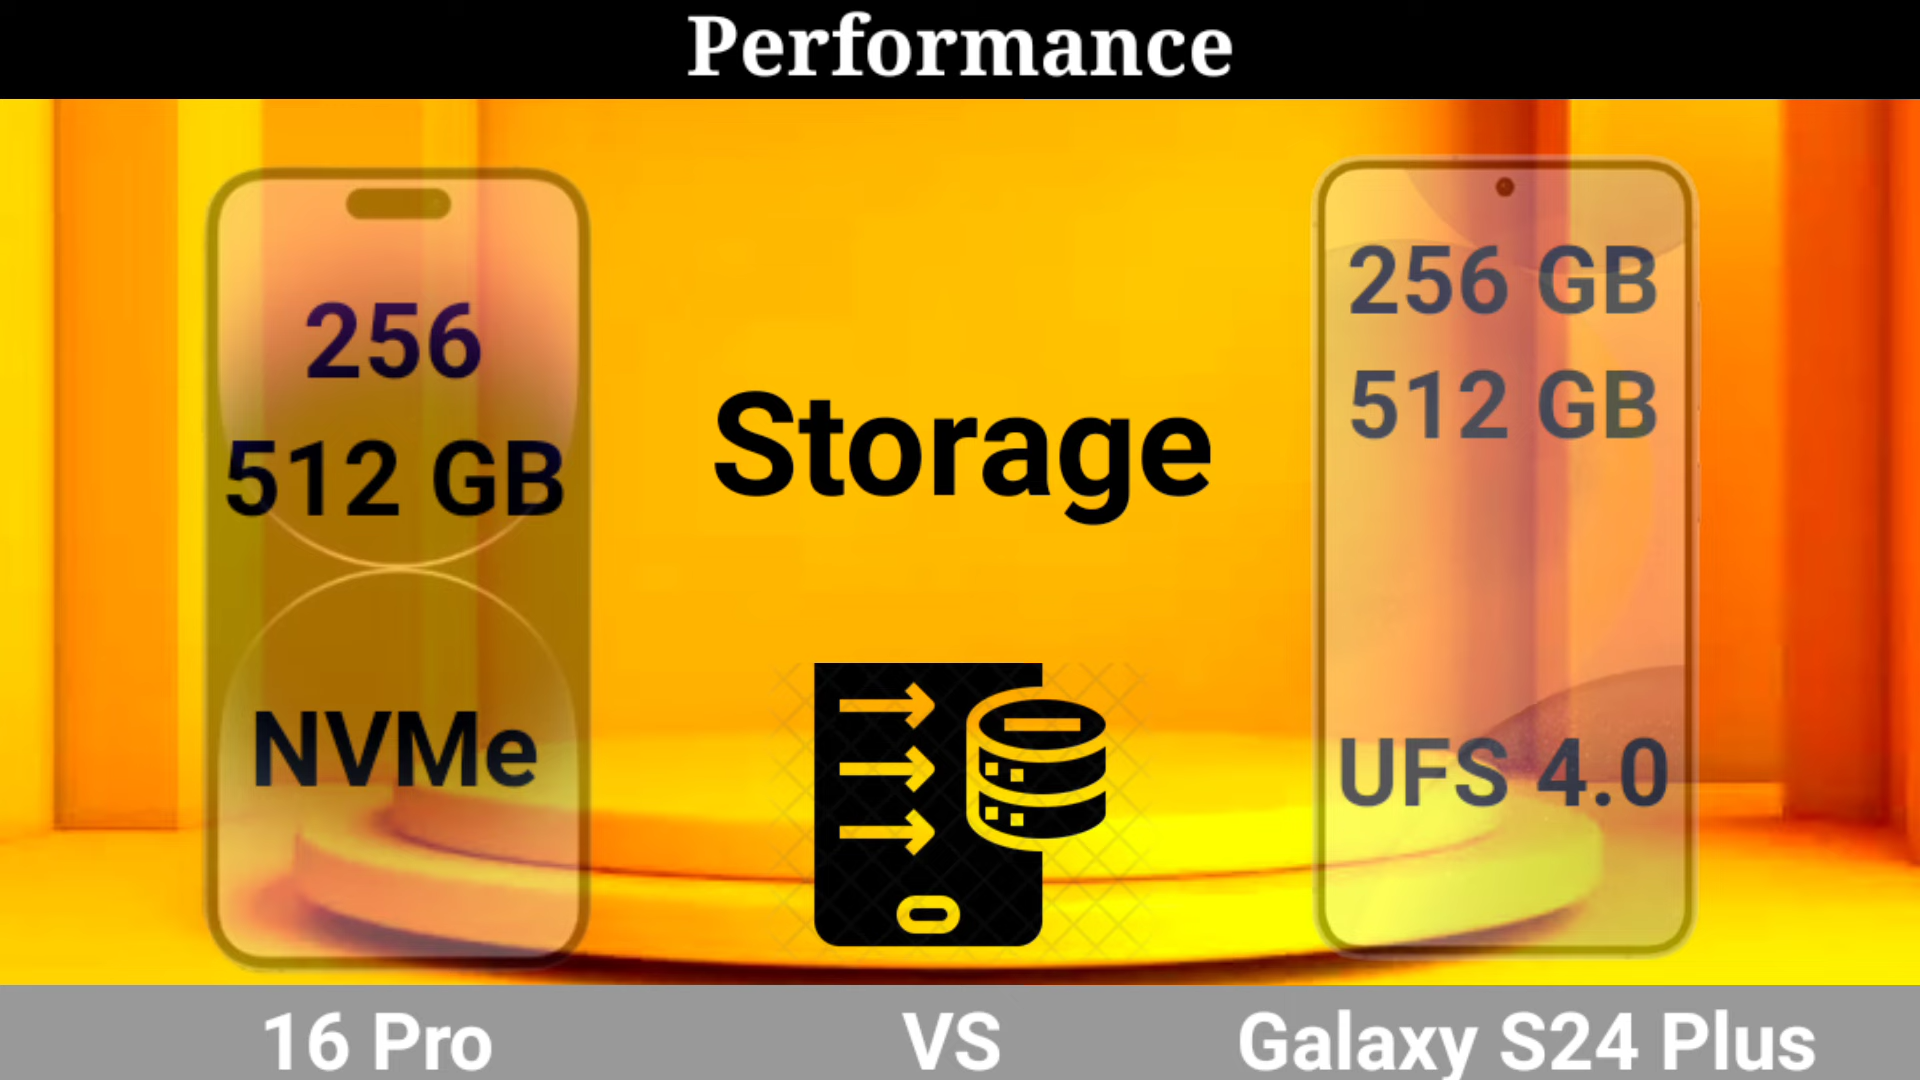 Performance
256
512 GB
NVMe
Storage
256 GB
512 GB
UFS 4.0
16 Pro
VS
Galaxy S24 Plus